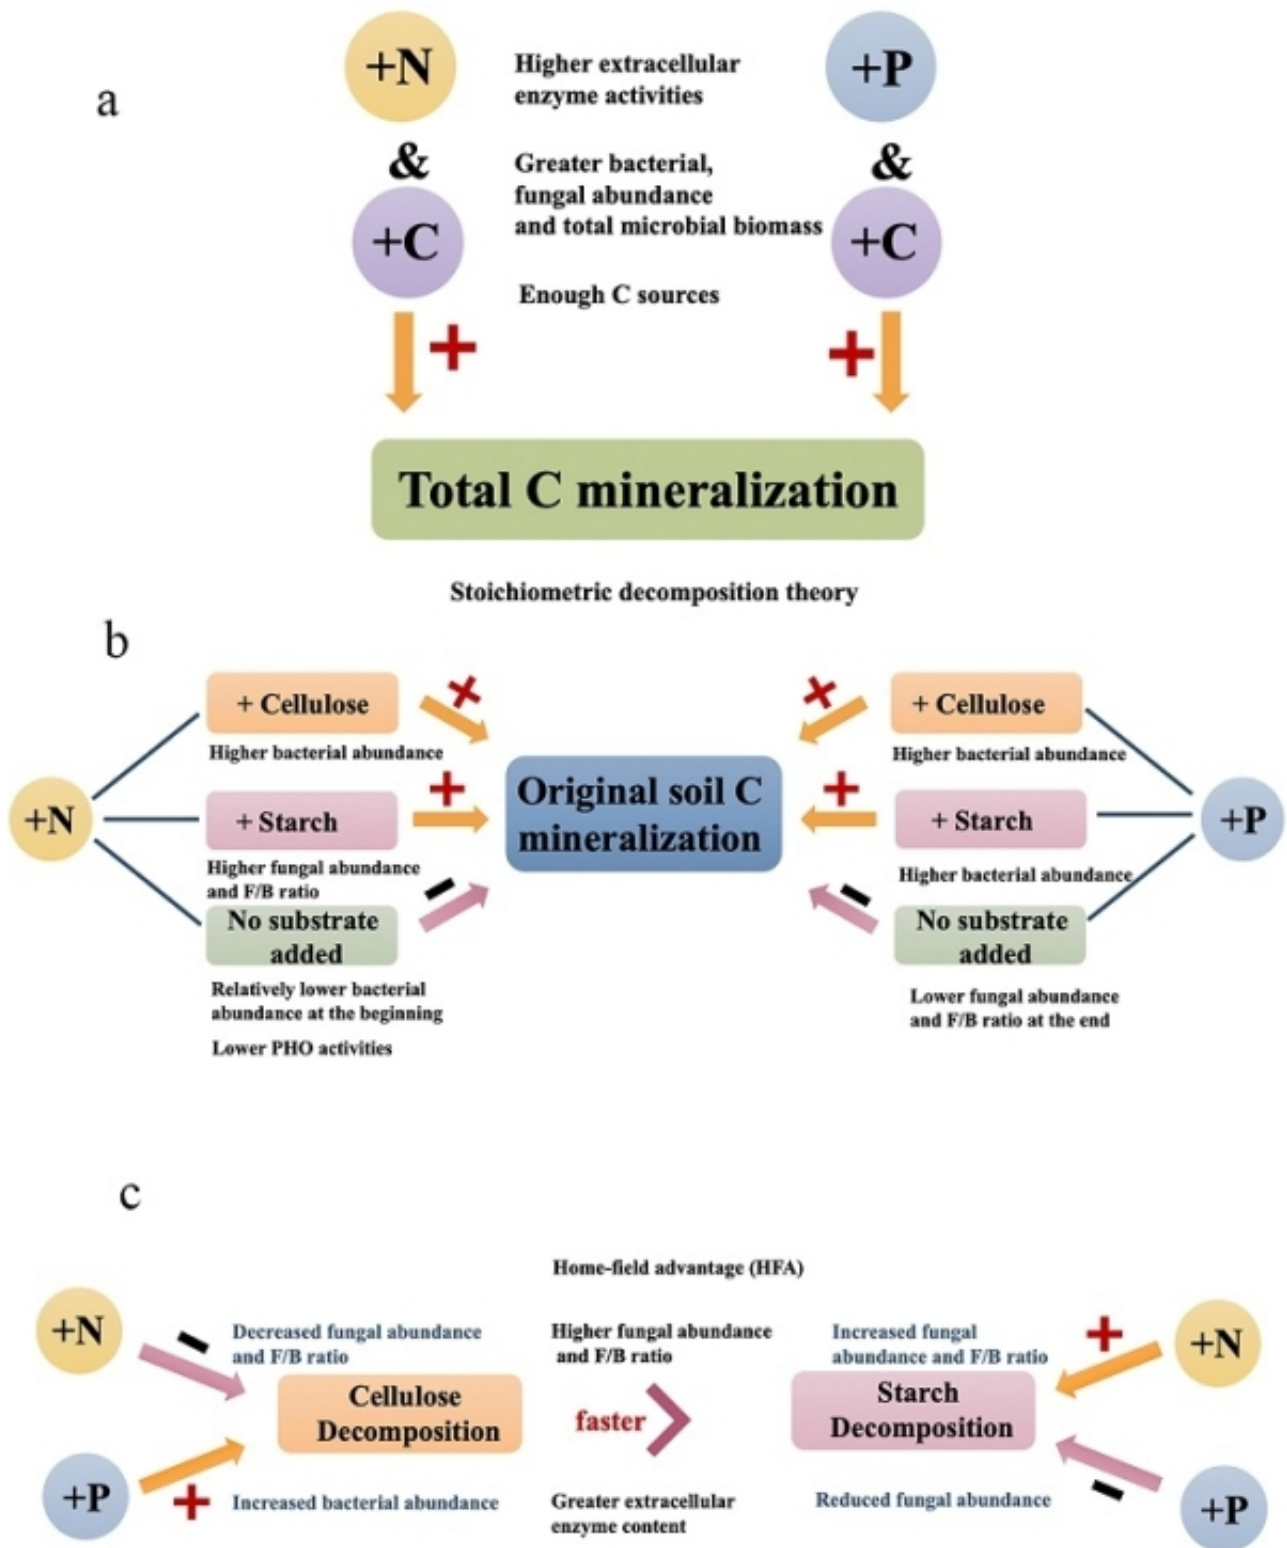 a
+N
&
+C
Higher extracellular
enzyme activities
Greater bacterial,
fungal abundance
and total microbial biomass
Enough C sources
+P
&
+C
+
+
Total C mineralization
Stoichiometric decomposition theory
b
+N
+ Cellulose
Higher bacterial abundance
+ Starch
Higher fungal abundance
and F/B ratio
No substrate
added
Relatively lower bacterial
abundance at the beginning
Lower PHO activities
+
+
-
Original soil C
mineralization
+
+
-
+ Cellulose
Higher bacterial abundance
+ Starch
Higher bacterial abundance
No substrate
added
Lower fungal abundance
and F/B ratio at the end
+P
c
+N
-
Decreased fungal abundance
and F/B ratio
Cellulose
Decomposition
+P
+
Increased bacterial abundance
Home-field advantage (HFA)
Higher fungal abundance
and F/B ratio
faster
Greater extracellular
enzyme content
Increased fungal
abundance and F/B ratio
+
+N
Starch
Decomposition
Reduced fungal abundance
-
+P